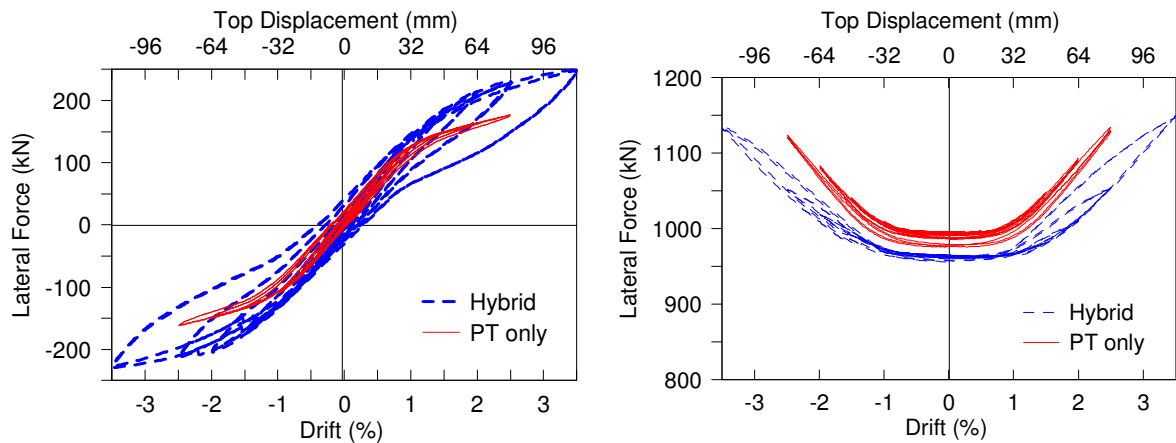 Top Displacement (mm)
-96 -64 -32 0 32 64 96
Lateral Force (kN)
200
100
0
-100
-200
Hybrid
PT only
-3 -2 -1 0 1 2 3
Drift (%)
Top Displacement (mm)
-96 -64 -32 0 32 64 96
Lateral Force (kN)
1200
1100
1000
900
800
Hybrid
PT only
-3 -2 -1 0 1 2 3
Drift (%)